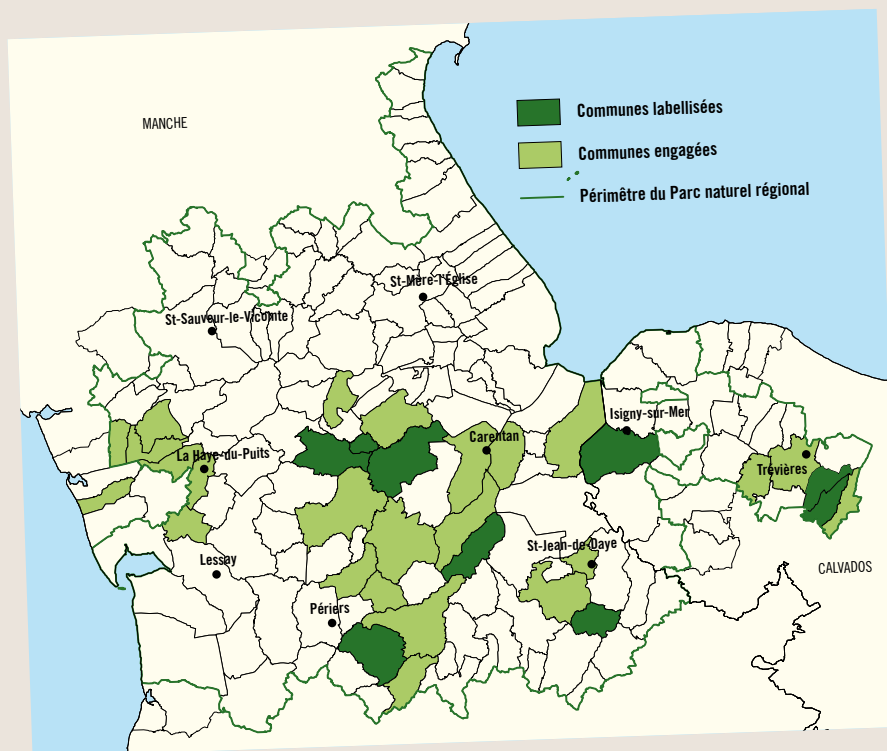 MANCHE
Communes labellisées
Communes engagées
Périmêtre du Parc naturel régional
St-Mère-l'Église
St-Sauveur-le-Vicomte
Isigny-sur-Mer
Carentan
La Haye-du-Puits
Trévières
St-Jean-de-Daye
Lessay
CALVADOS
Périers